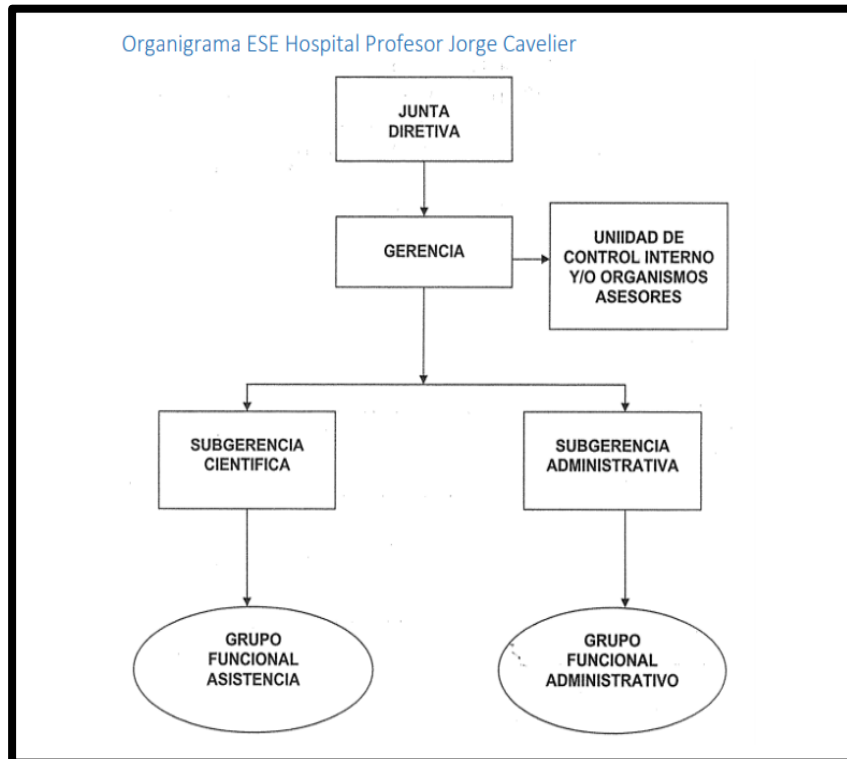 Organigrama ESE Hospital Profesor Jorge Cavelier
JUNTA
DIRETIVA
GERENCIA
UNIIDAD DE
CONTROL INTERNO
Y/O ORGANISMOS
ASESORES
SUBGERENCIA
CIENTIFICA
SUBGERENCIA
ADMINISTRATIVA
GRUPO
FUNCIONAL
ASISTENCIA
GRUPO
FUNCIONAL
ADMINISTRATIVO